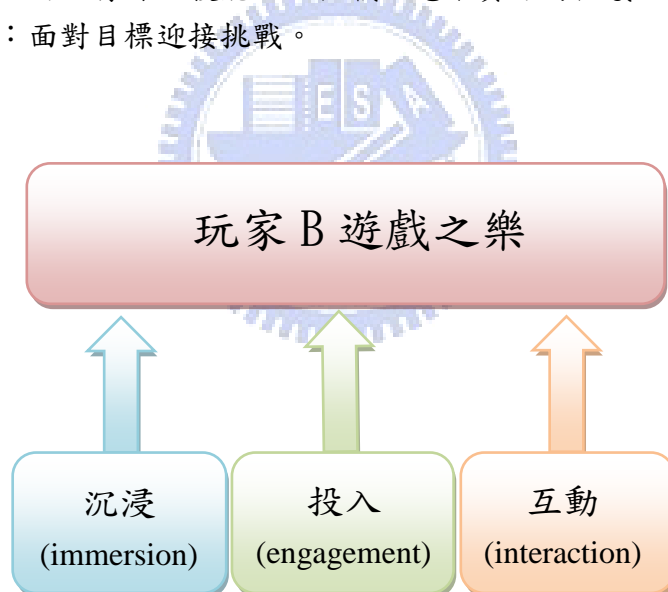 ：面對目標迎接挑戰。
E S A
玩家 B 遊戲之樂
沉浸
(immersion)
投入
(engagement)
互動
(interaction)